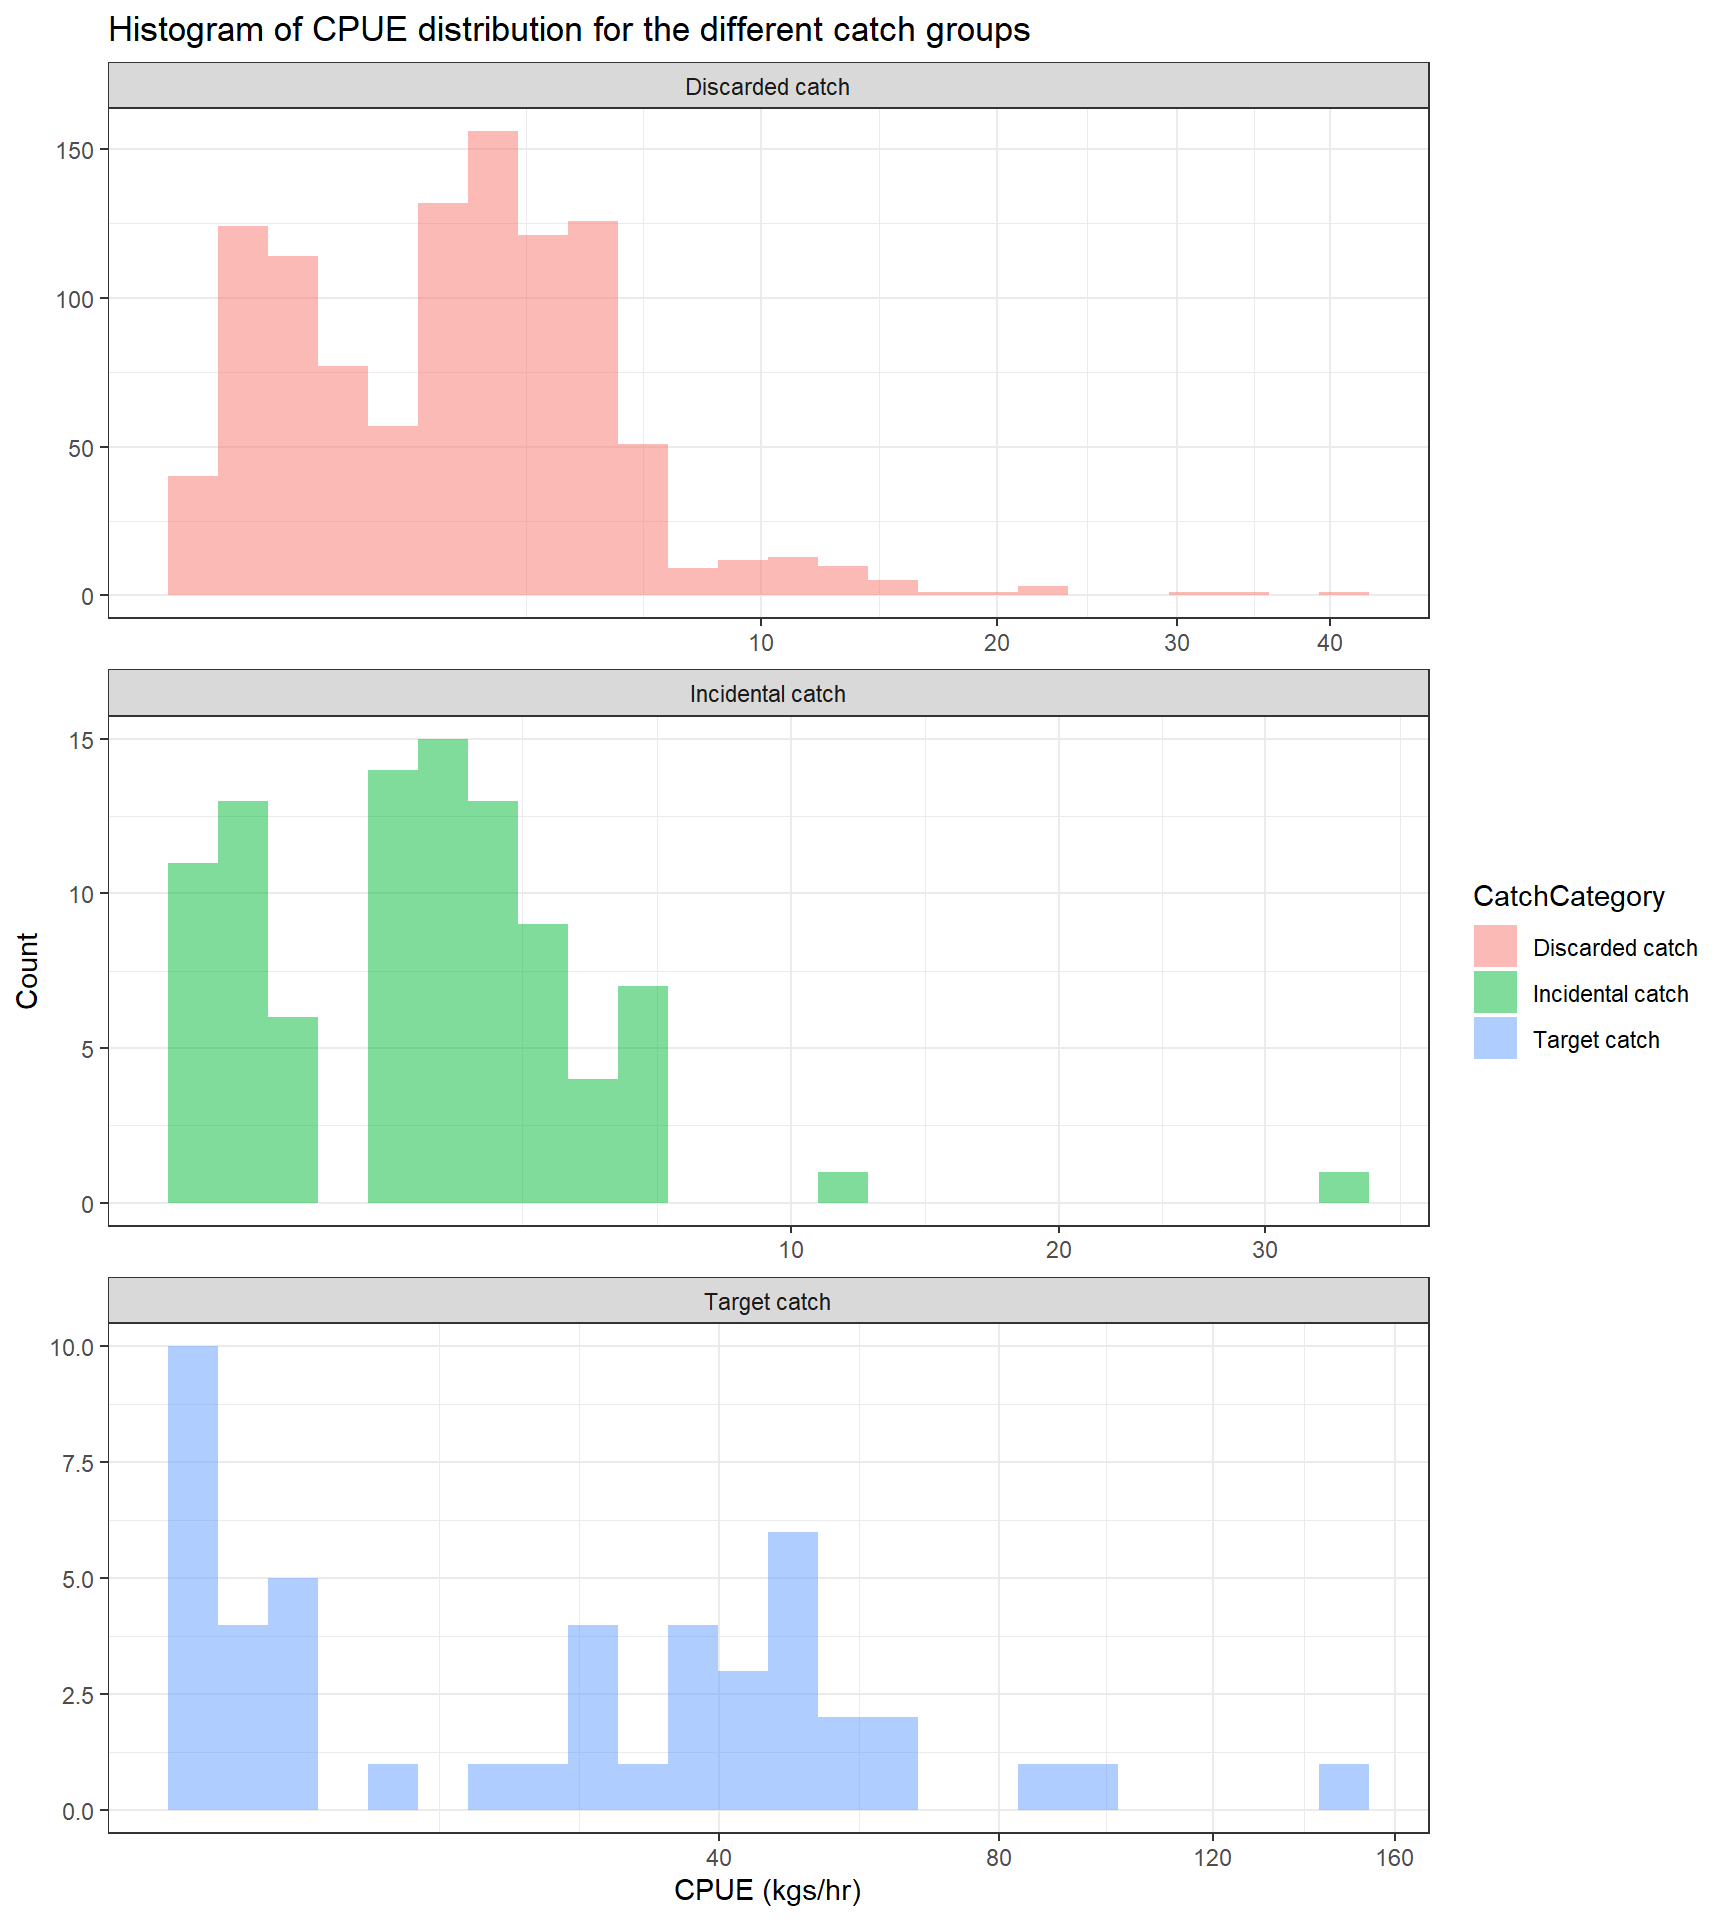 Histogram of CPUE distribution for the different catch groups
Discarded catch
150
100
50
0
10 20 30 40
Incidental catch
15
10
5
0
10 20 30
Target catch
10.0
7.5
5.0
2.5
0.0
40 80 120 160
CPUE (kgs/hr)
Count
CatchCategory
Discarded catch
Incidental catch
Target catch